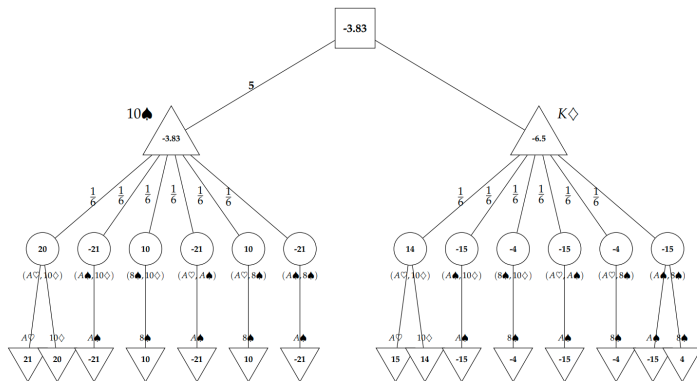 -3.83
5
10♠
-3.83
K♢
-6.5
1/6 1/6 1/6 1/6 1/6 1/6
1/6 1/6 1/6 1/6 1/6 1/6
20 -21 10 -21 10 -21
14 -15 -4 -15 -4 -15
(A♡,10♢) (A♠,10♢) (8♠,10♢) (A♡,A♠) (A♡,8♠) (A♠,8♠)
(A♡,10♢) (A♠,10♢) (8♠,10♢) (A♡,A♠) (A♡,8♠) (A♠,8♠)
A♡ 10♢ A♠ 8♠ A♠ 8♠ A♠
A♡ 10♢ A♠ 8♠ A♠ 8♠ A♠ 8♠
21 20 -21 10 -21 10 -21
15 14 -15 -4 -15 -4 -15 4